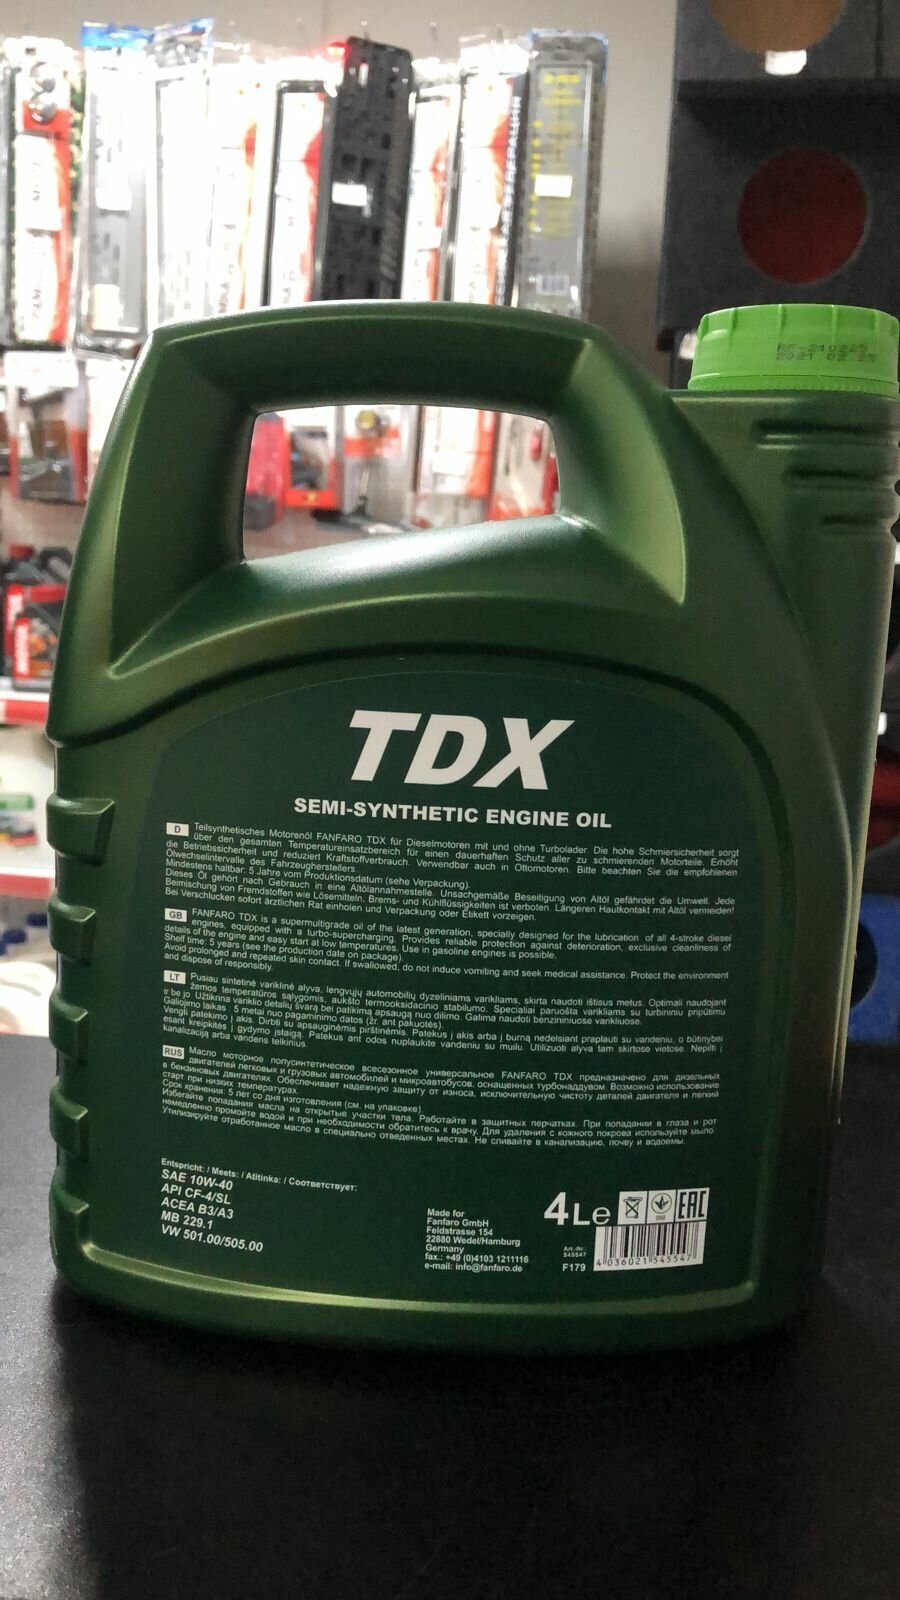 RF-210225
2021 02.25
TDX
SEMI-SYNTHETIC ENGINE OIL
D Teilsynthetisches Motorenöl FANFARO TDX für Dieselmotoren mit und ohne Turbolader. Die hohe Schmiersicherheit sorgt
über den gesamten Temperatureinsatzbereich für einen dauerhaften Schutz aller zu schmierenden Motorteile. Erhöht
die Betriebssicherheit und reduziert Kraftstoffverbrauch. Verwendbar auch in Ottomotoren. Bitte beachten Sie die empfohlenen
Ölwechselintervalle des Fahrzeugherstellers.
Mindestens haltbar: 5 Jahre vom Produktionsdatum (sehe Verpackung).
Dieses Öl gehört nach Gebrauch in eine Altölannahmestelle. Unsachgemäße Beseitigung von Altöl gefährdet die Umwelt. Jede
Beimischung von Fremdstoffen wie Lösemitteln, Brems- und Kühlflüssigkeiten ist verboten. Längeren Hautkontakt mit Altöl vermeiden!
Bei Verschlucken sofort ärztlichen Rat einholen und Verpackung oder Etikett vorzeigen.
GB FANFARO TDX is a supermultigrade oil of the latest generation, specially designed for the lubrication of all 4-stroke diesel
engines, equipped with a turbo-supercharging. Provides reliable protection against deterioration, exclusive cleanliness of
details of the engine and easy start at low temperatures. Use in gasoline engines is possible.
Shelf time: 5 years (see the production date on package).
Avoid prolonged and repeated skin contact. If swallowed, do not induce vomiting and seek medical assistance. Protect the environment
and dispose of responsibly.
LT Pusiau sintetinė variklinė alyva, lengvųjų automobilių dyzeliniams varikliams, skirta naudoti ištisus metus. Optimali naudojant
žemos temperatūros sąlygomis, aukšto termooksidacinio stabilumo. Specialiai paruošta varikliams su turbininiu pripūtimu
ir be jo. Užtikrina variklio detalių švarą bei patikimą apsaugą nuo dilimo. Galima naudoti benzininiuose varikliuose.
Galiojimo laikas : 5 metai nuo pagaminimo datos (žr. ant pakuotės).
Vengti patekimo į akis. Dirbti su apsauginėmis pirštinėmis. Patekus į akis arba į burną nedelsiant praplauti su vandeniu, o būtinybei
esant kreipkitės į gydymo įstaigą. Patekus ant odos nuplaukite vandeniu su muilu. Utilizuoti alyva tam skirtose vietose. Nepilti į
kanalizaciją arba vandens telkinius.
RUS Масло моторное полусинтетическое всесезонное универсальное FANFARO TDX предназначено для дизельных
двигателей легковых и грузовых автомобилей и микроавтобусов, оснащенных турбонаддувом. Возможно использование
в бензиновых двигателях. Обеспечивает надежную защиту от износа, исключительную чистоту деталей двигателя и легкий
старт при низких температурах.
Срок хранения: 5 лет со дня изготовления (см. на упаковке).
Избегайте попадания масла на открытые участки тела. Работайте в защитных перчатках. При попадании в глаза и рот
немедленно промойте водой и при необходимости обратитесь к врачу. Для удаления с кожного покрова используйте мыло.
Утилизируйте отработанное масло в специально отведенных местах. Не сливайте в канализацию, почву и водоемы.
Entspricht: / Meets: / Atitinka: / Соответствует:
SAE 10W-40
API CF-4/SL
ACEA B3/A3
MB 229.1
VW 501.00/505.00
Made for
Fanfaro GmbH
Feldstrasse 154
22880 Wedel/Hamburg
Germany
fax.: +49 (0)4103 1211116
e-mail: info@fanfaro.de
4Le
EAC
Art.-Nr.:
545547
F179
4 036021 545547